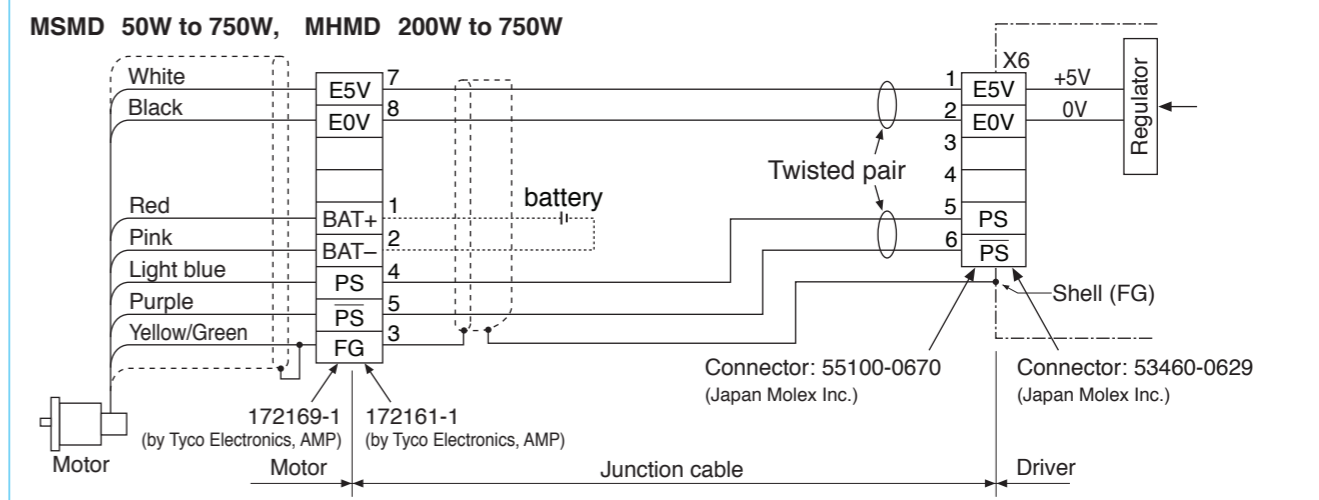 MSMD 50W to 750W, MHMD 200W to 750W
White
Black
Red
Pink
Light blue
Purple
Yellow/Green
E5V
E0V
BAT+
BAT–
PS
P̅S̅
FG
7
8
1
2
4
5
3
battery
Twisted pair
X6
1
2
3
4
5
6
E5V
E0V
PS
P̅S̅
+5V
0V
Regulator
Shell (FG)
Connector: 55100-0670
(Japan Molex Inc.)
Connector: 53460-0629
(Japan Molex Inc.)
172169-1
(by Tyco Electronics, AMP)
172161-1
(by Tyco Electronics, AMP)
Motor
Motor
Junction cable
Driver